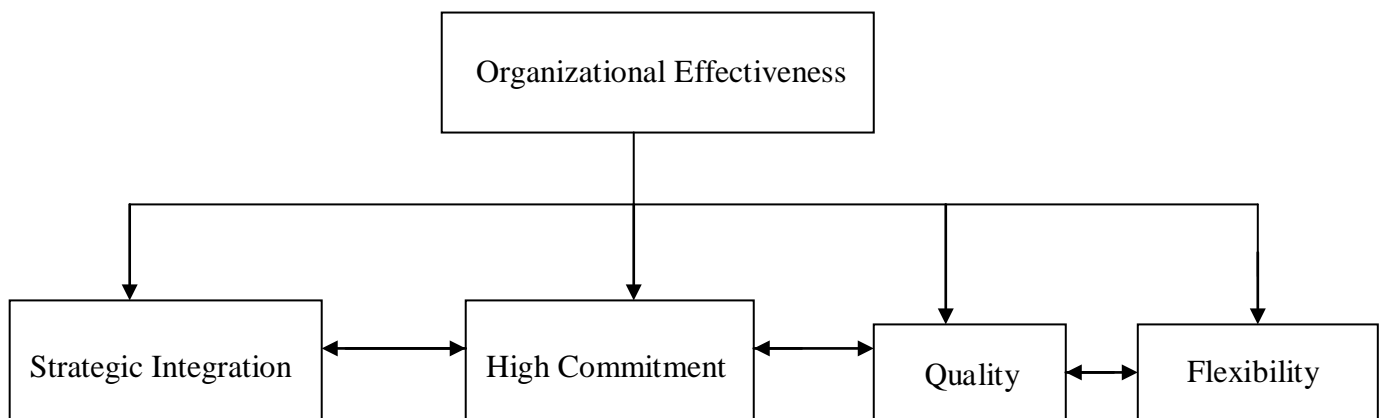 Organizational Effectiveness
Strategic Integration
High Commitment
Quality
Flexibility